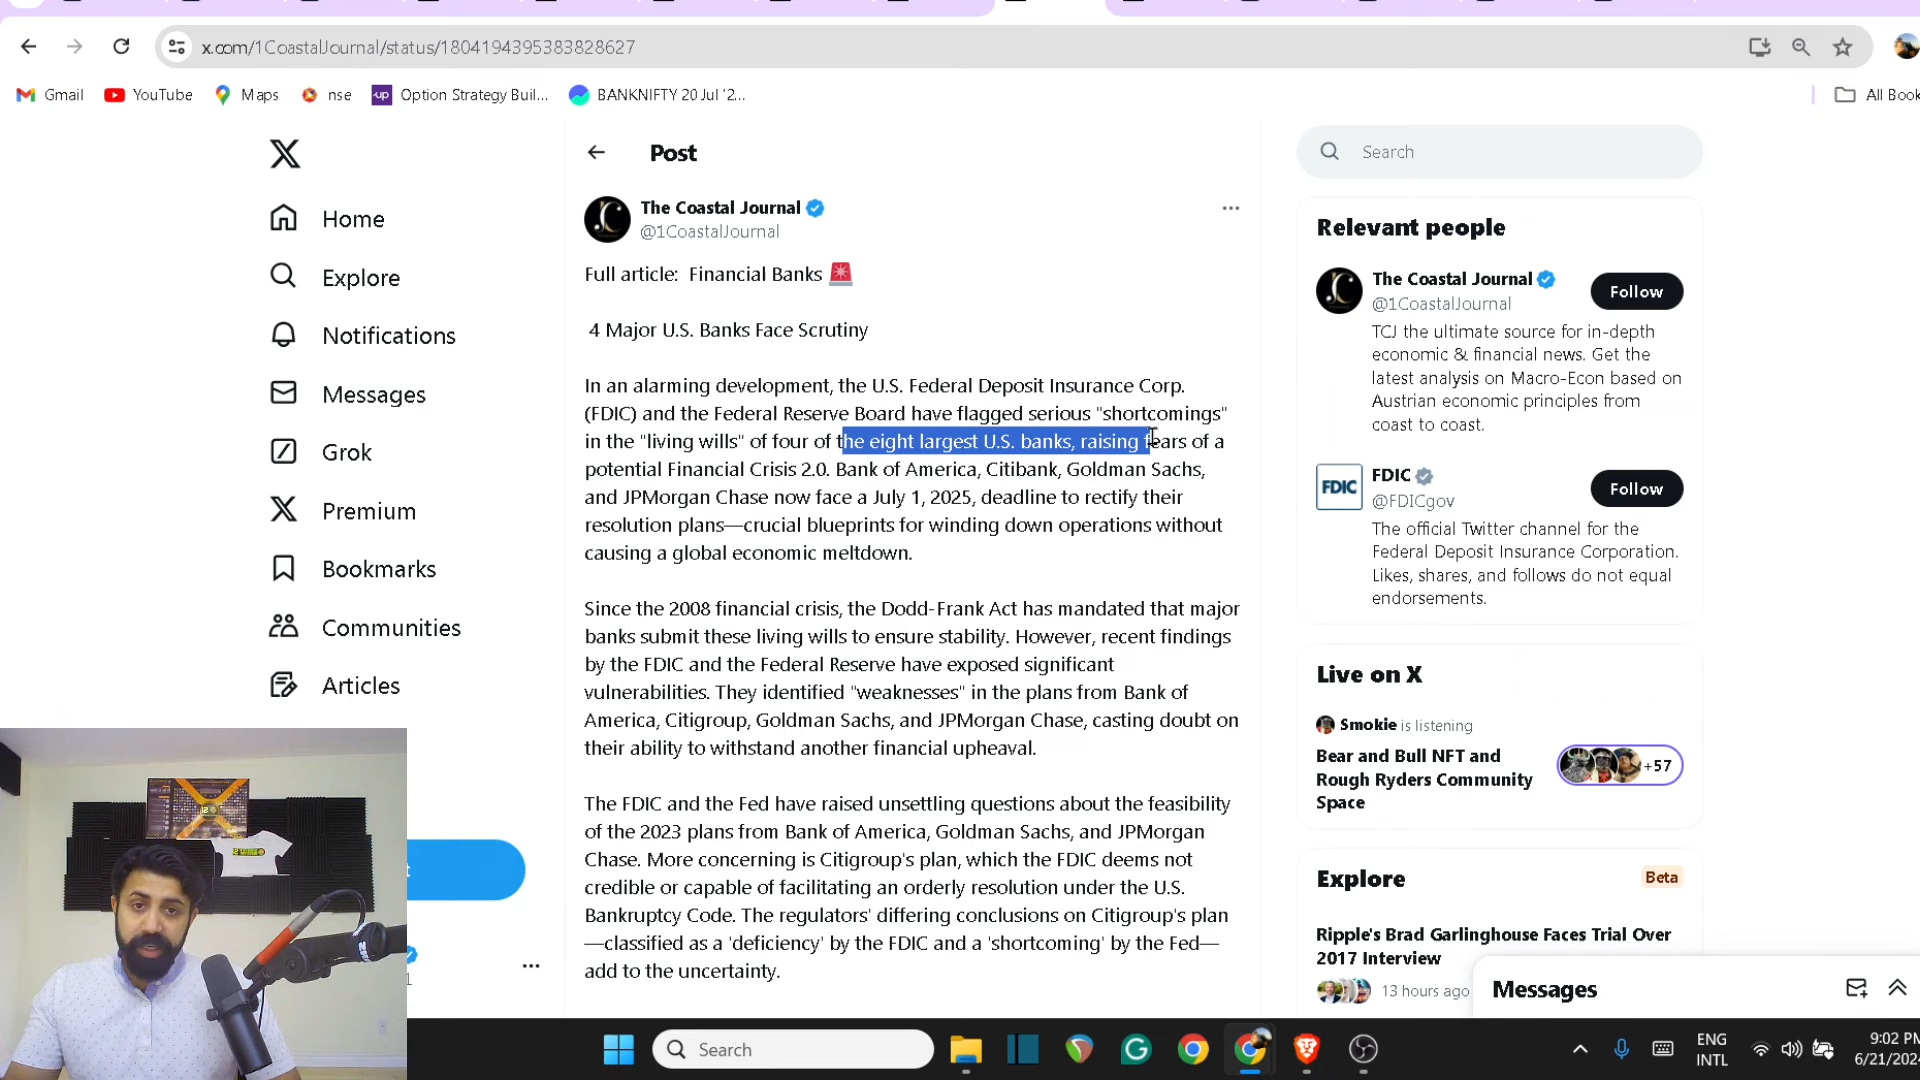 x.com/1CoastalJournal/status/1804194395383828627
Gmail
YouTube
Maps
nse
up
Option Strategy Buil...
BANKNIFTY 20 Jul '2...
All Book
Home
Explore
Notifications
Messages
Grok
Premium
Bookmarks
Communities
Articles
Post
The Coastal Journal
@1CoastalJournal
Full article: Financial Banks 🚨
4 Major U.S. Banks Face Scrutiny
In an alarming development, the U.S. Federal Deposit Insurance Corp.
(FDIC) and the Federal Reserve Board have flagged serious "shortcomings"
in the "living wills" of four of the eight largest U.S. banks, raising fears of a
potential Financial Crisis 2.0. Bank of America, Citibank, Goldman Sachs,
and JPMorgan Chase now face a July 1, 2025, deadline to rectify their
resolution plans—crucial blueprints for winding down operations without
causing a global economic meltdown.
Since the 2008 financial crisis, the Dodd-Frank Act has mandated that major
banks submit these living wills to ensure stability. However, recent findings
by the FDIC and the Federal Reserve have exposed significant
vulnerabilities. They identified "weaknesses" in the plans from Bank of
America, Citigroup, Goldman Sachs, and JPMorgan Chase, casting doubt on
their ability to withstand another financial upheaval.
The FDIC and the Fed have raised unsettling questions about the feasibility
of the 2023 plans from Bank of America, Goldman Sachs, and JPMorgan
Chase. More concerning is Citigroup's plan, which the FDIC deems not
credible or capable of facilitating an orderly resolution under the U.S.
Bankruptcy Code. The regulators' differing conclusions on Citigroup's plan
—classified as a 'deficiency' by the FDIC and a 'shortcoming' by the Fed—
add to the uncertainty.
Search
Relevant people
The Coastal Journal
@1CoastalJournal
Follow
TCJ the ultimate source for in-depth
economic & financial news. Get the
latest analysis on Macro-Econ based on
Austrian economic principles from
coast to coast.
FDIC
FDIC
@FDICgov
Follow
The official Twitter channel for the
Federal Deposit Insurance Corporation.
Likes, shares, and follows do not equal
endorsements.
Live on X
Smokie is listening
Bear and Bull NFT and
Rough Ryders Community
Space
+57
Explore
Beta
Ripple's Brad Garlinghouse Faces Trial Over
2017 Interview
13 hours ago
Messages
Search
ENG
INTL
9:02 PM
6/21/2024